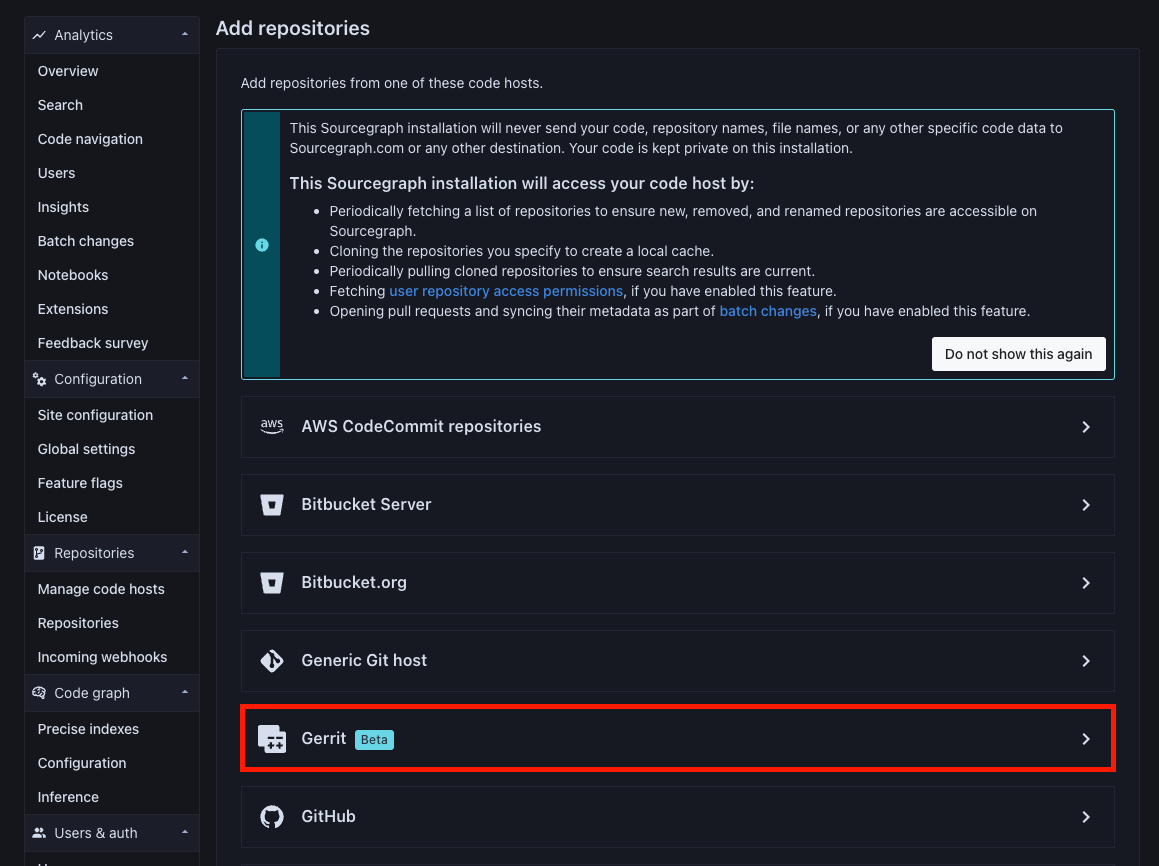 Analytics
Overview
Search
Code navigation
Users
Insights
Batch changes
Notebooks
Extensions
Feedback survey
Configuration
Site configuration
Global settings
Feature flags
License
Repositories
Manage code hosts
Repositories
Incoming webhooks
Code graph
Precise indexes
Configuration
Inference
Users & auth
Add repositories
Add repositories from one of these code hosts.
This Sourcegraph installation will never send your code, repository names, file names, or any other specific code data to
Sourcegraph.com or any other destination. Your code is kept private on this installation.
This Sourcegraph installation will access your code host by:
• Periodically fetching a list of repositories to ensure new, removed, and renamed repositories are accessible on
Sourcegraph.
• Cloning the repositories you specify to create a local cache.
• Periodically pulling cloned repositories to ensure search results are current.
• Fetching user repository access permissions, if you have enabled this feature.
• Opening pull requests and syncing their metadata as part of batch changes, if you have enabled this feature.
Do not show this again
aws AWS CodeCommit repositories
Bitbucket Server
Bitbucket.org
Generic Git host
Gerrit Beta
GitHub